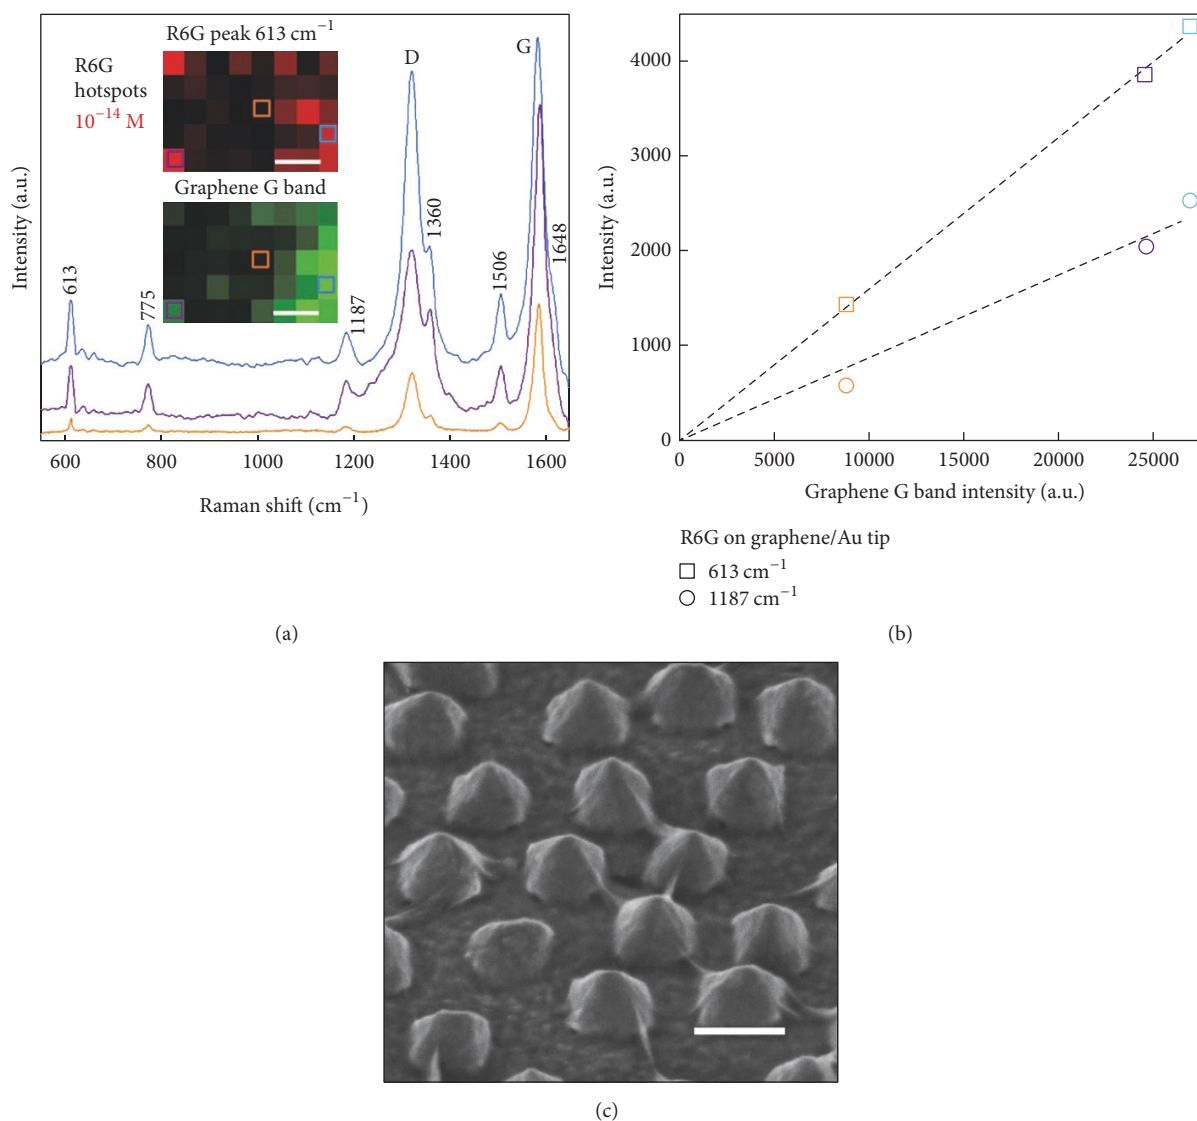 R6G peak 613 cm⁻¹
R6G
hotspots
10⁻¹⁴ M
Graphene G band
D
G
613
775
1187
1360
1506
1648
Intensity (a.u.)
600
800
1000
1200
1400
1600
Raman shift (cm⁻¹)
(a)
4000
3000
2000
1000
0
Intensity (a.u.)
0
5000
10000
15000
20000
25000
Graphene G band intensity (a.u.)
R6G on graphene/Au tip
613 cm⁻¹
1187 cm⁻¹
(b)
(c)